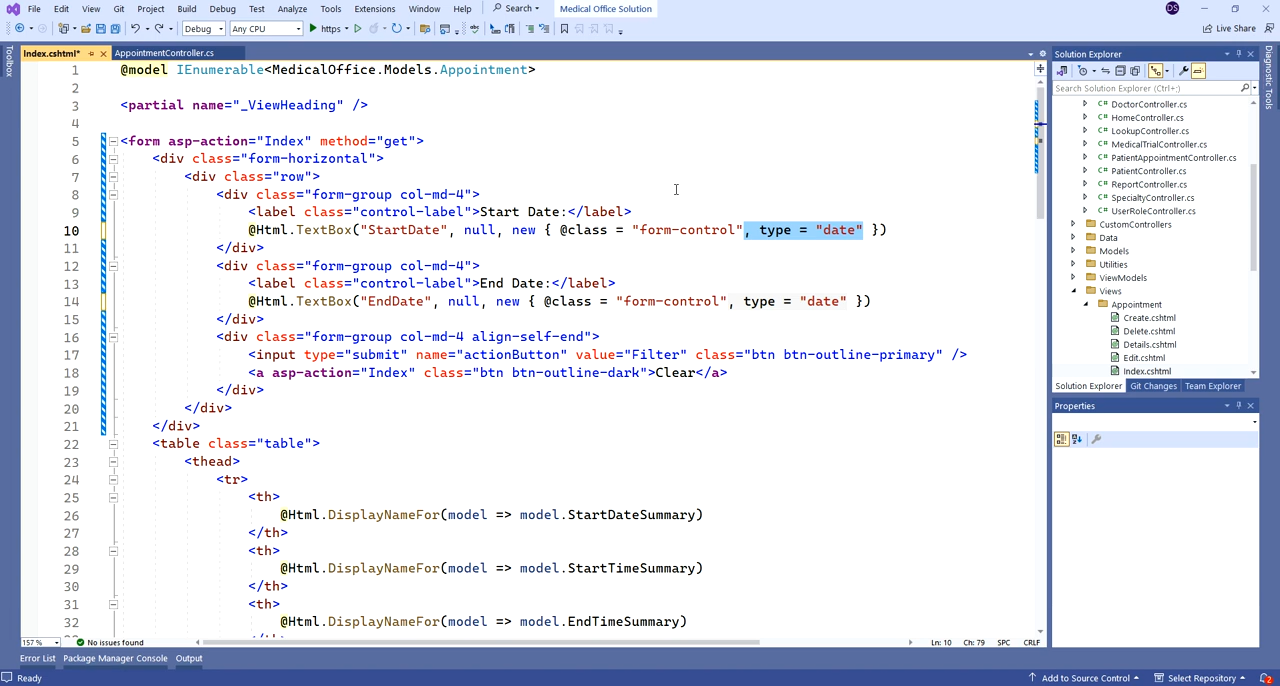 File Edit View Git Project Build Debug Test Analyze Tools Extensions Window Help Search Medical Office Solution DS
Debug Any CPU https Live Share
Toolbox
Index.cshtml* AppointmentController.cs
1 @model IEnumerable<MedicalOffice.Models.Appointment>
2
3 <partial name="_ViewHeading" />
4
5 <form asp-action="Index" method="get">
6 <div class="form-horizontal">
7 <div class="row">
8 <div class="form-group col-md-4">
9 <label class="control-label">Start Date:</label>
10 @Html.TextBox("StartDate", null, new { @class = "form-control", type = "date" })
11 </div>
12 <div class="form-group col-md-4">
13 <label class="control-label">End Date:</label>
14 @Html.TextBox("EndDate", null, new { @class = "form-control", type = "date" })
15 </div>
16 <div class="form-group col-md-4 align-self-end">
17 <input type="submit" name="actionButton" value="Filter" class="btn btn-outline-primary" />
18 <a asp-action="Index" class="btn btn-outline-dark">Clear</a>
19 </div>
20 </div>
21 </div>
22 <table class="table">
23 <thead>
24 <tr>
25 <th>
26 @Html.DisplayNameFor(model => model.StartDateSummary)
27 </th>
28 <th>
29 @Html.DisplayNameFor(model => model.StartTimeSummary)
30 </th>
31 <th>
32 @Html.DisplayNameFor(model => model.EndTimeSummary)
157 % No issues found Ln: 10 Ch: 79 SPC CRLF
Solution Explorer
Search Solution Explorer (Ctrl+;)
C# DoctorController.cs
C# HomeController.cs
C# LookupController.cs
C# MedicalTrialController.cs
C# PatientAppointmentController.cs
C# PatientController.cs
C# ReportController.cs
C# SpecialtyController.cs
C# UserRoleController.cs
CustomControllers
Data
Models
Utilities
ViewModels
Views
Appointment
Create.cshtml
Delete.cshtml
Details.cshtml
Edit.cshtml
Index.cshtml
Solution Explorer Git Changes Team Explorer
Properties
Diagnostic Tools
Error List Package Manager Console Output
Ready Add to Source Control Select Repository 2